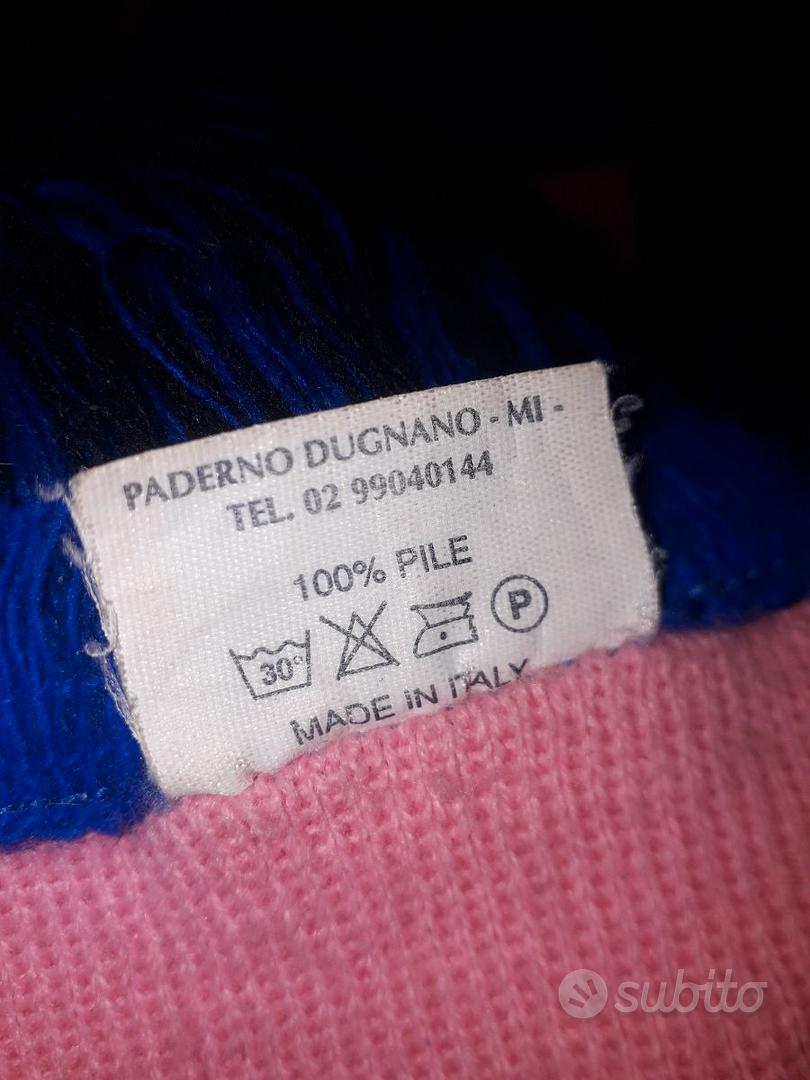 PADERNO DUGNANO - MI -
TEL. 02 99040144
100% PILE
30° P
MADE IN ITALY
subito